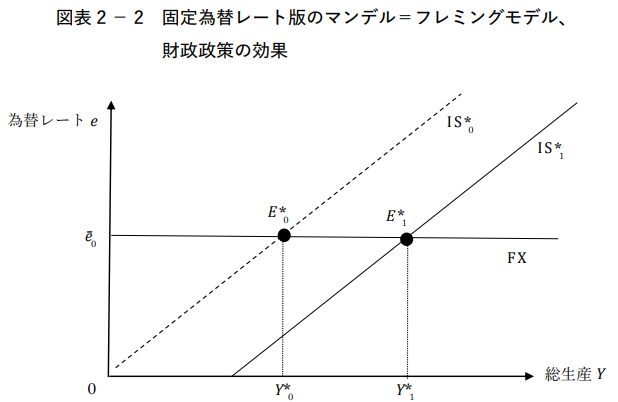 図表2－2　固定為替レート版のマンデル＝フレミングモデル、
財政政策の効果
為替レート e
IS*0
IS*1
E*0
E*1
ē0
FX
総生産 Y
0
Y*0
Y*1